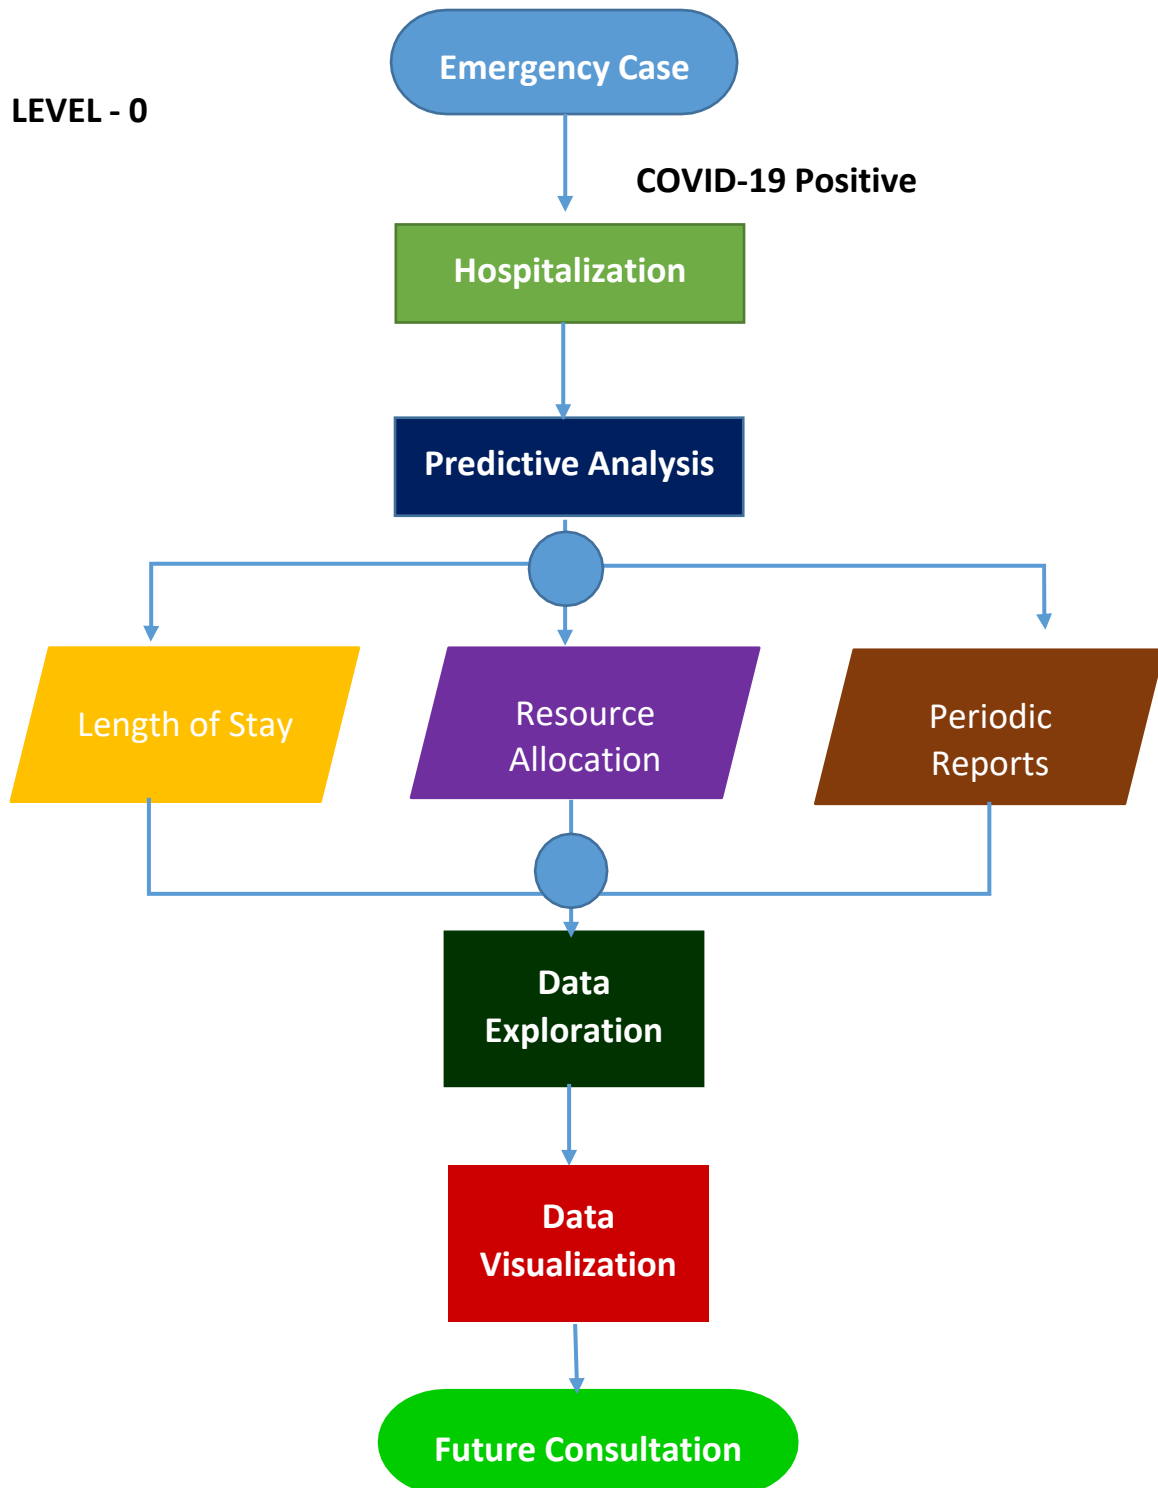 Emergency Case
LEVEL - 0
COVID-19 Positive
Hospitalization
Predictive Analysis
Length of Stay
Resource
Allocation
Periodic
Reports
Data
Exploration
Data
Visualization
Future Consultation